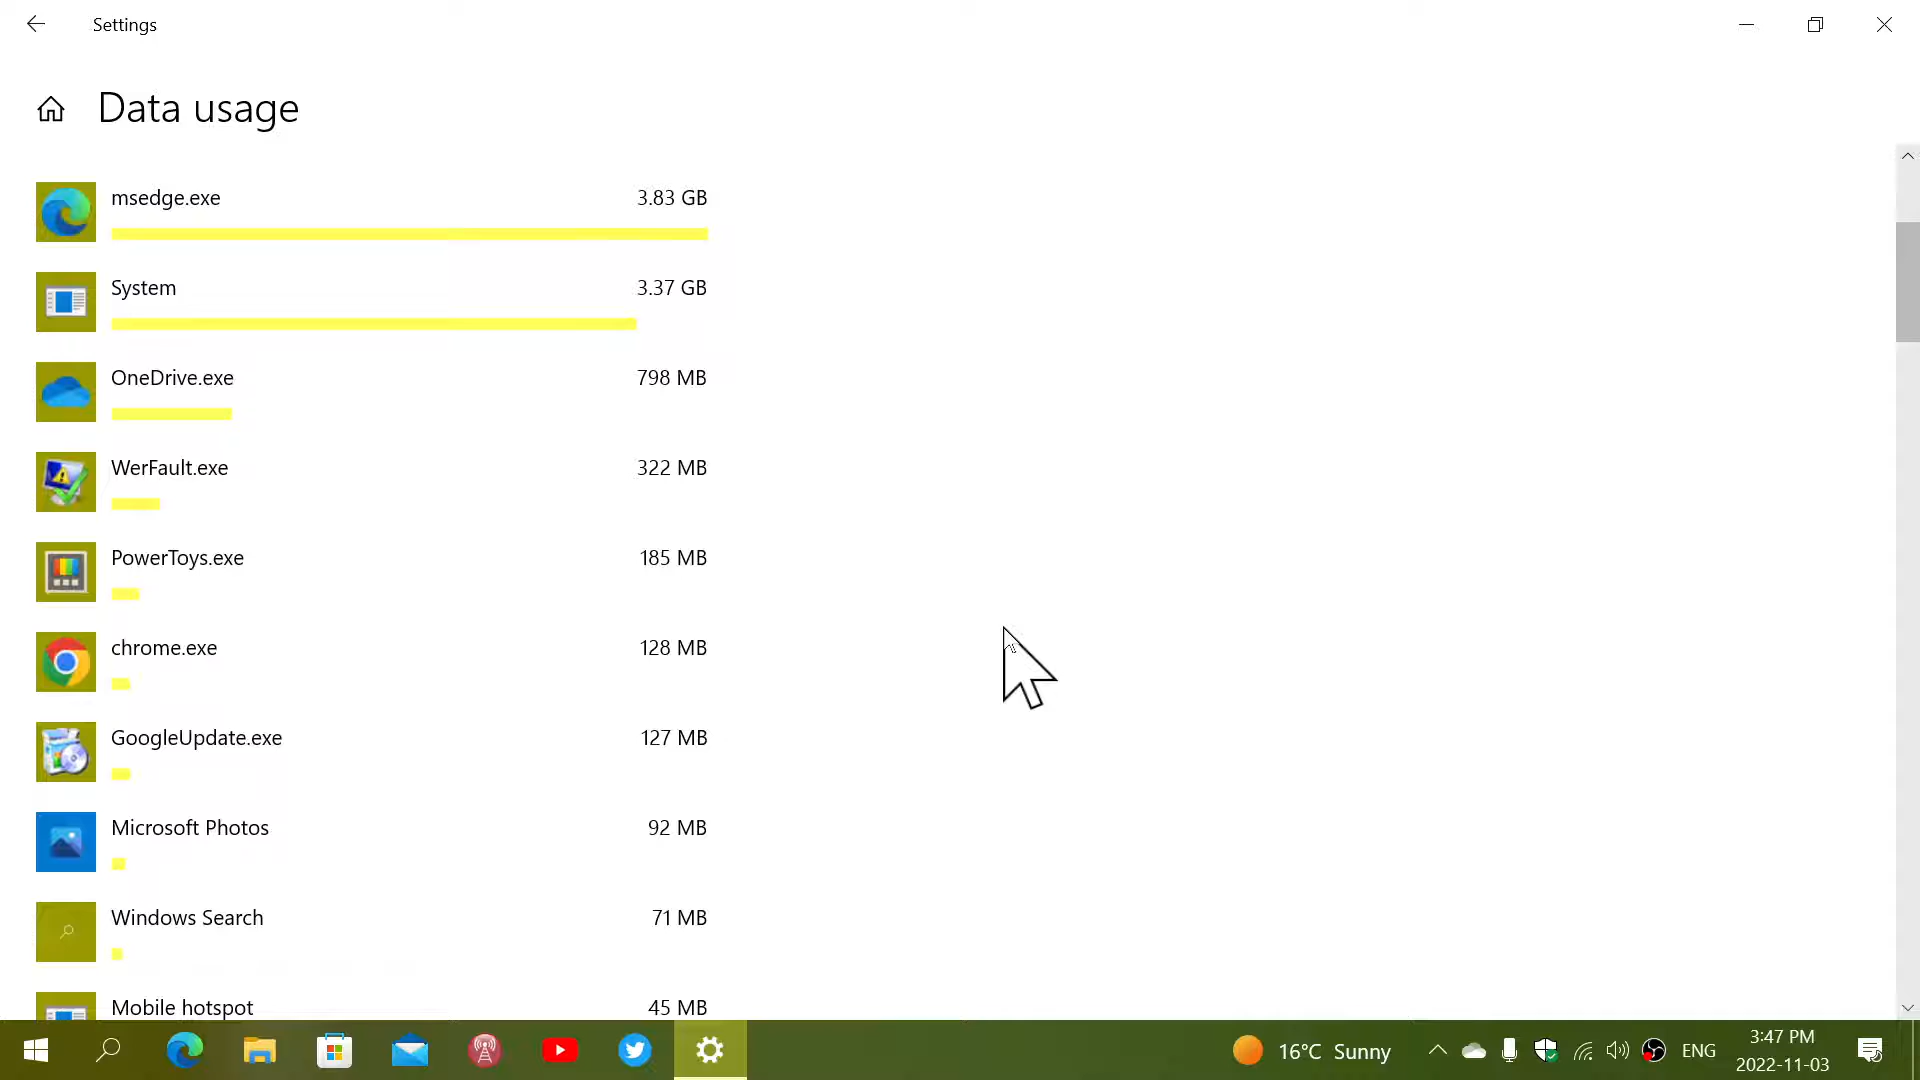 Settings
Data usage
msedge.exe 3.83 GB
System 3.37 GB
OneDrive.exe 798 MB
WerFault.exe 322 MB
PowerToys.exe 185 MB
chrome.exe 128 MB
GoogleUpdate.exe 127 MB
Microsoft Photos 92 MB
Windows Search 71 MB
Mobile hotspot 45 MB
16°C Sunny
ENG
3:47 PM
2022-11-03